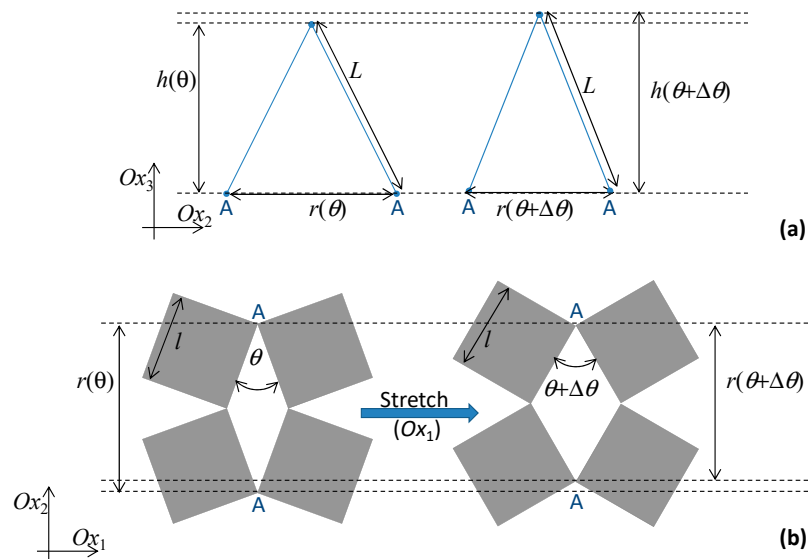 h(θ)
L
L
h(θ+Δθ)
Ox3
Ox2
A
r(θ)
A
A
r(θ+Δθ)
A
(a)
A
A
l
θ
l
θ+Δθ
r(θ)
Stretch
(Ox1)
r(θ+Δθ)
A
A
Ox2
Ox1
(b)